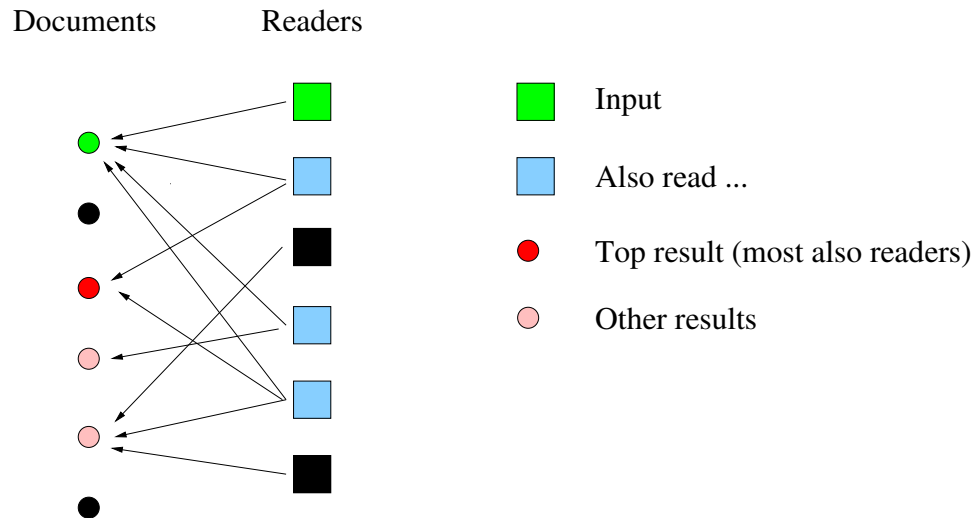 Documents
Readers
Input
Also read ...
Top result (most also readers)
Other results